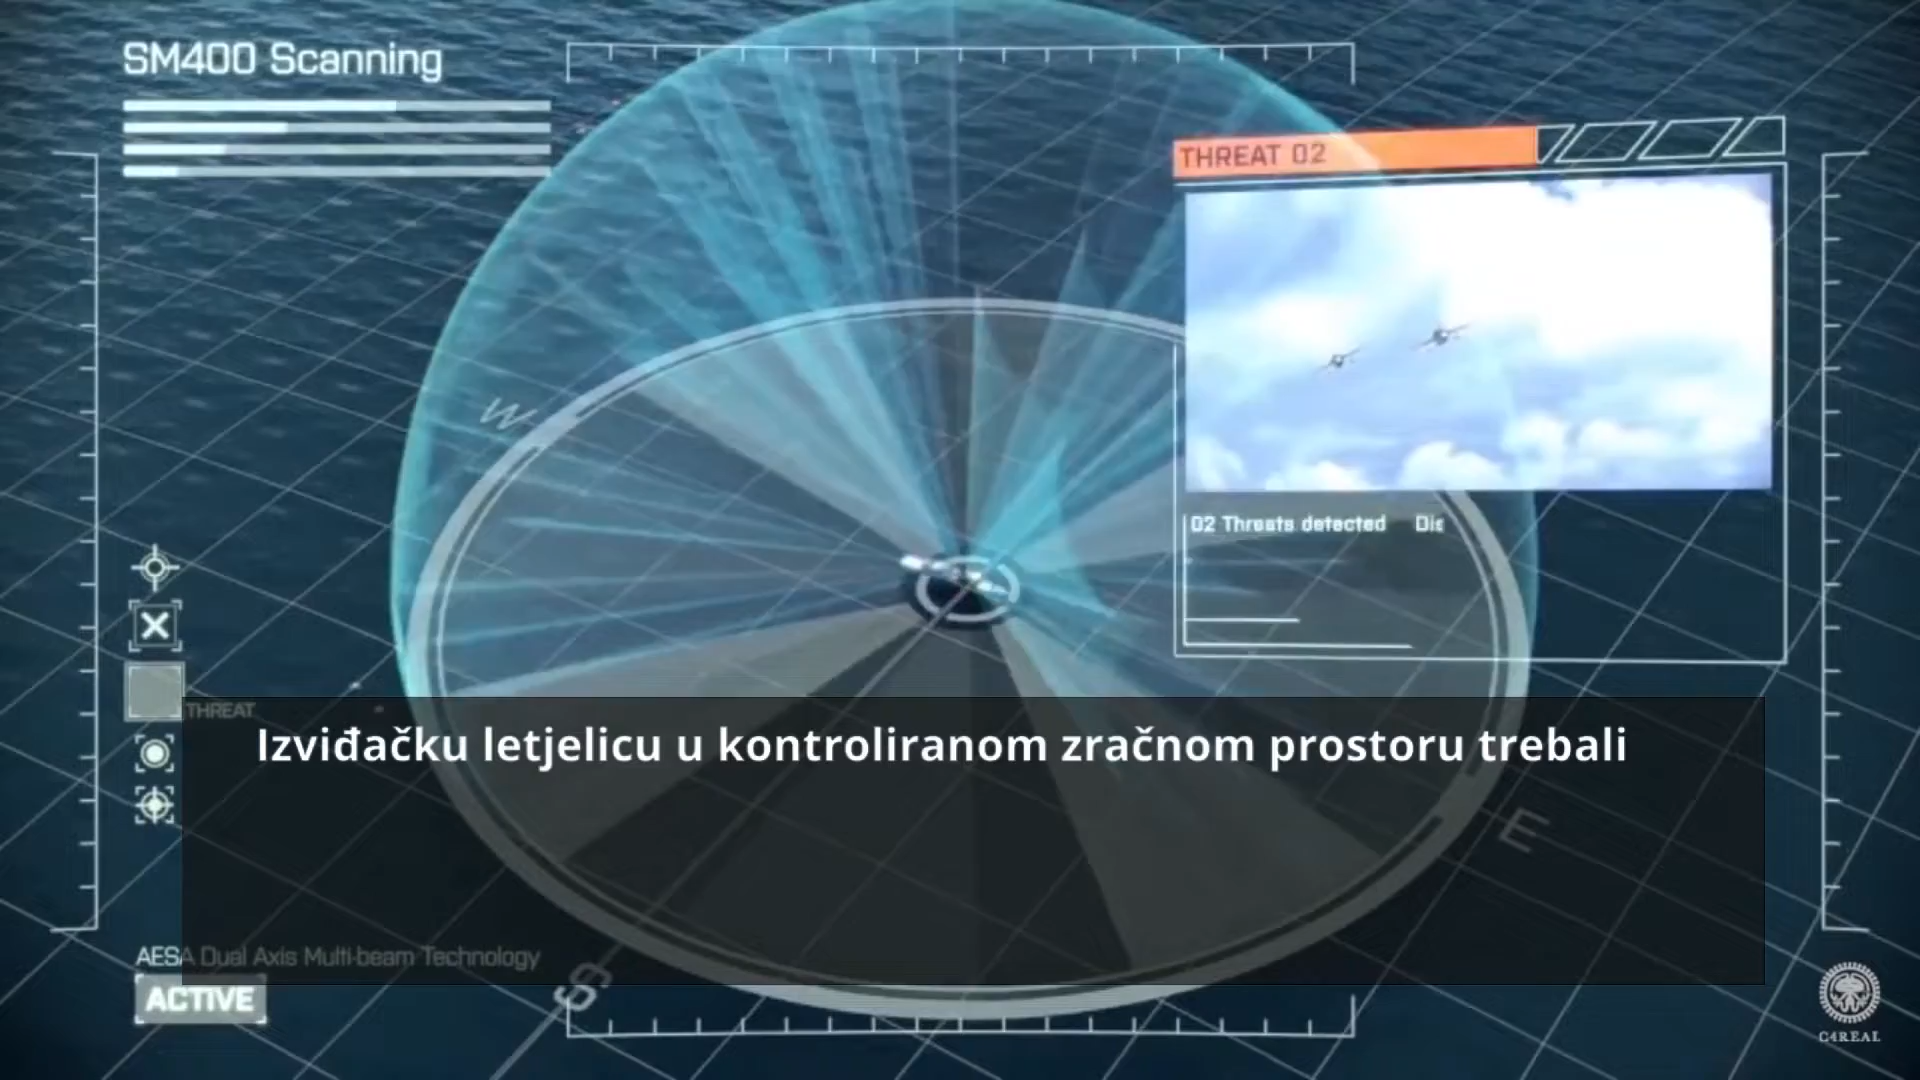 SM400 Scanning
THREAT 02
W
02 Threats detected Dis
THREAT
Izviđačku letjelicu u kontroliranom zračnom prostoru trebali
E
AESA Dual Axis Multi-beam Technology
S
ACTIVE
C4REAL